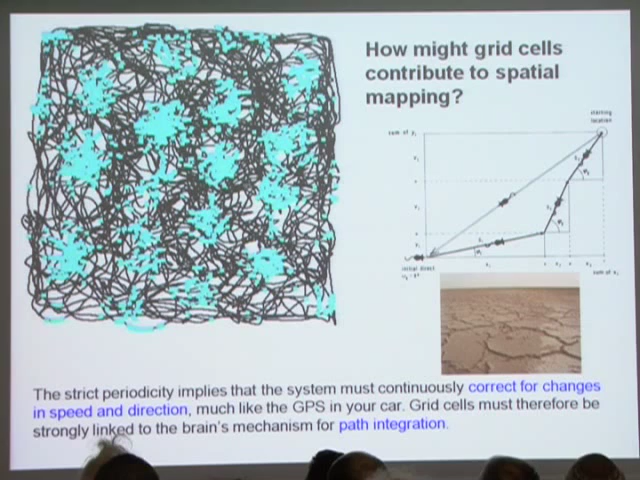 How might grid cells
contribute to spatial
mapping?
starting
location
sum of y,
initial direct
sum of x,
The strict periodicity implies that the system must continuously correct for changes
in speed and direction, much like the GPS in your car. Grid cells must therefore be
strongly linked to the brain's mechanism for path integration.